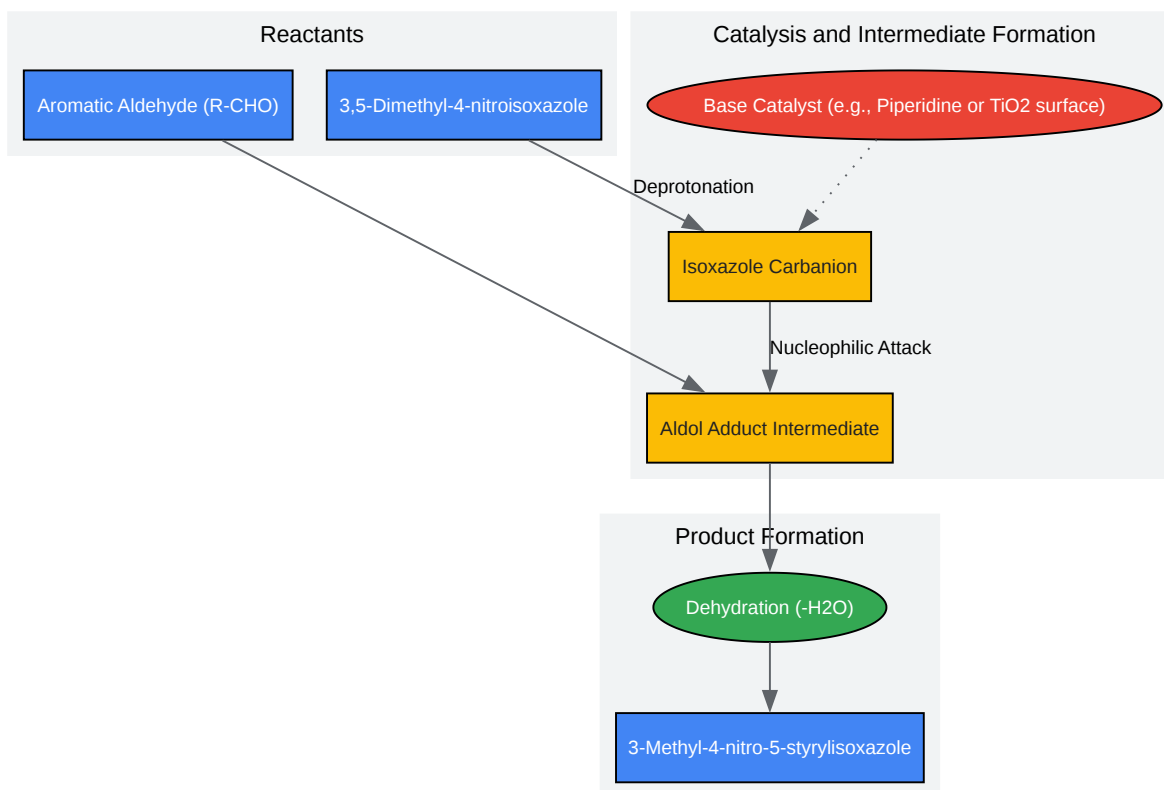 Reactants
Catalysis and Intermediate Formation
Aromatic Aldehyde (R-CHO)
3,5-Dimethyl-4-nitroisoxazole
Base Catalyst (e.g., Piperidine or TiO2 surface)
Deprotonation
Isoxazole Carbanion
Nucleophilic Attack
Aldol Adduct Intermediate
Product Formation
Dehydration (-H2O)
3-Methyl-4-nitro-5-styrylisoxazole